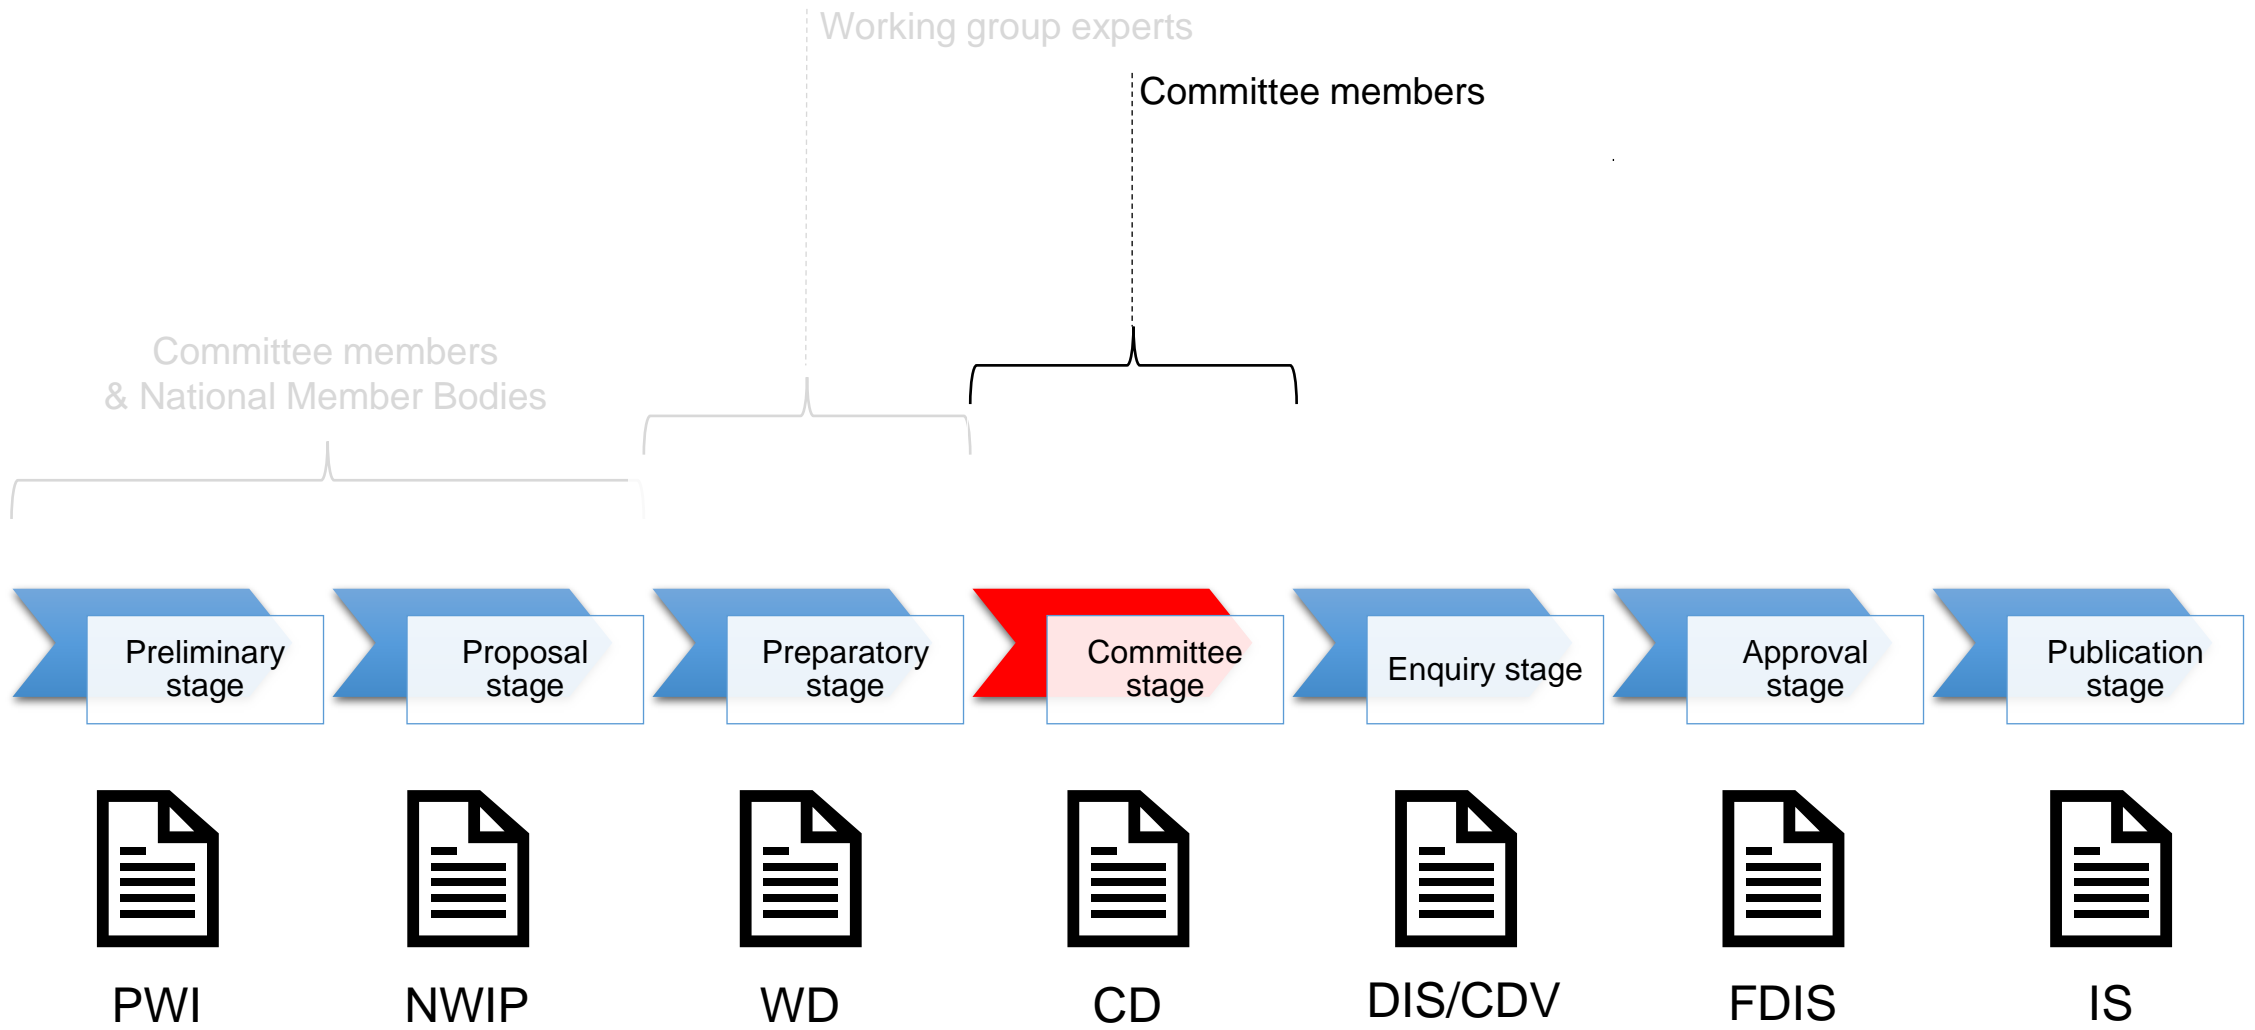 Working group experts
Committee members
Committee members
& National Member Bodies
Preliminary
stage
Proposal
stage
Preparatory
stage
Committee
stage
Enquiry stage
Approval
stage
Publication
stage
PWI
NWIP
WD
CD
DIS/CDV
FDIS
IS